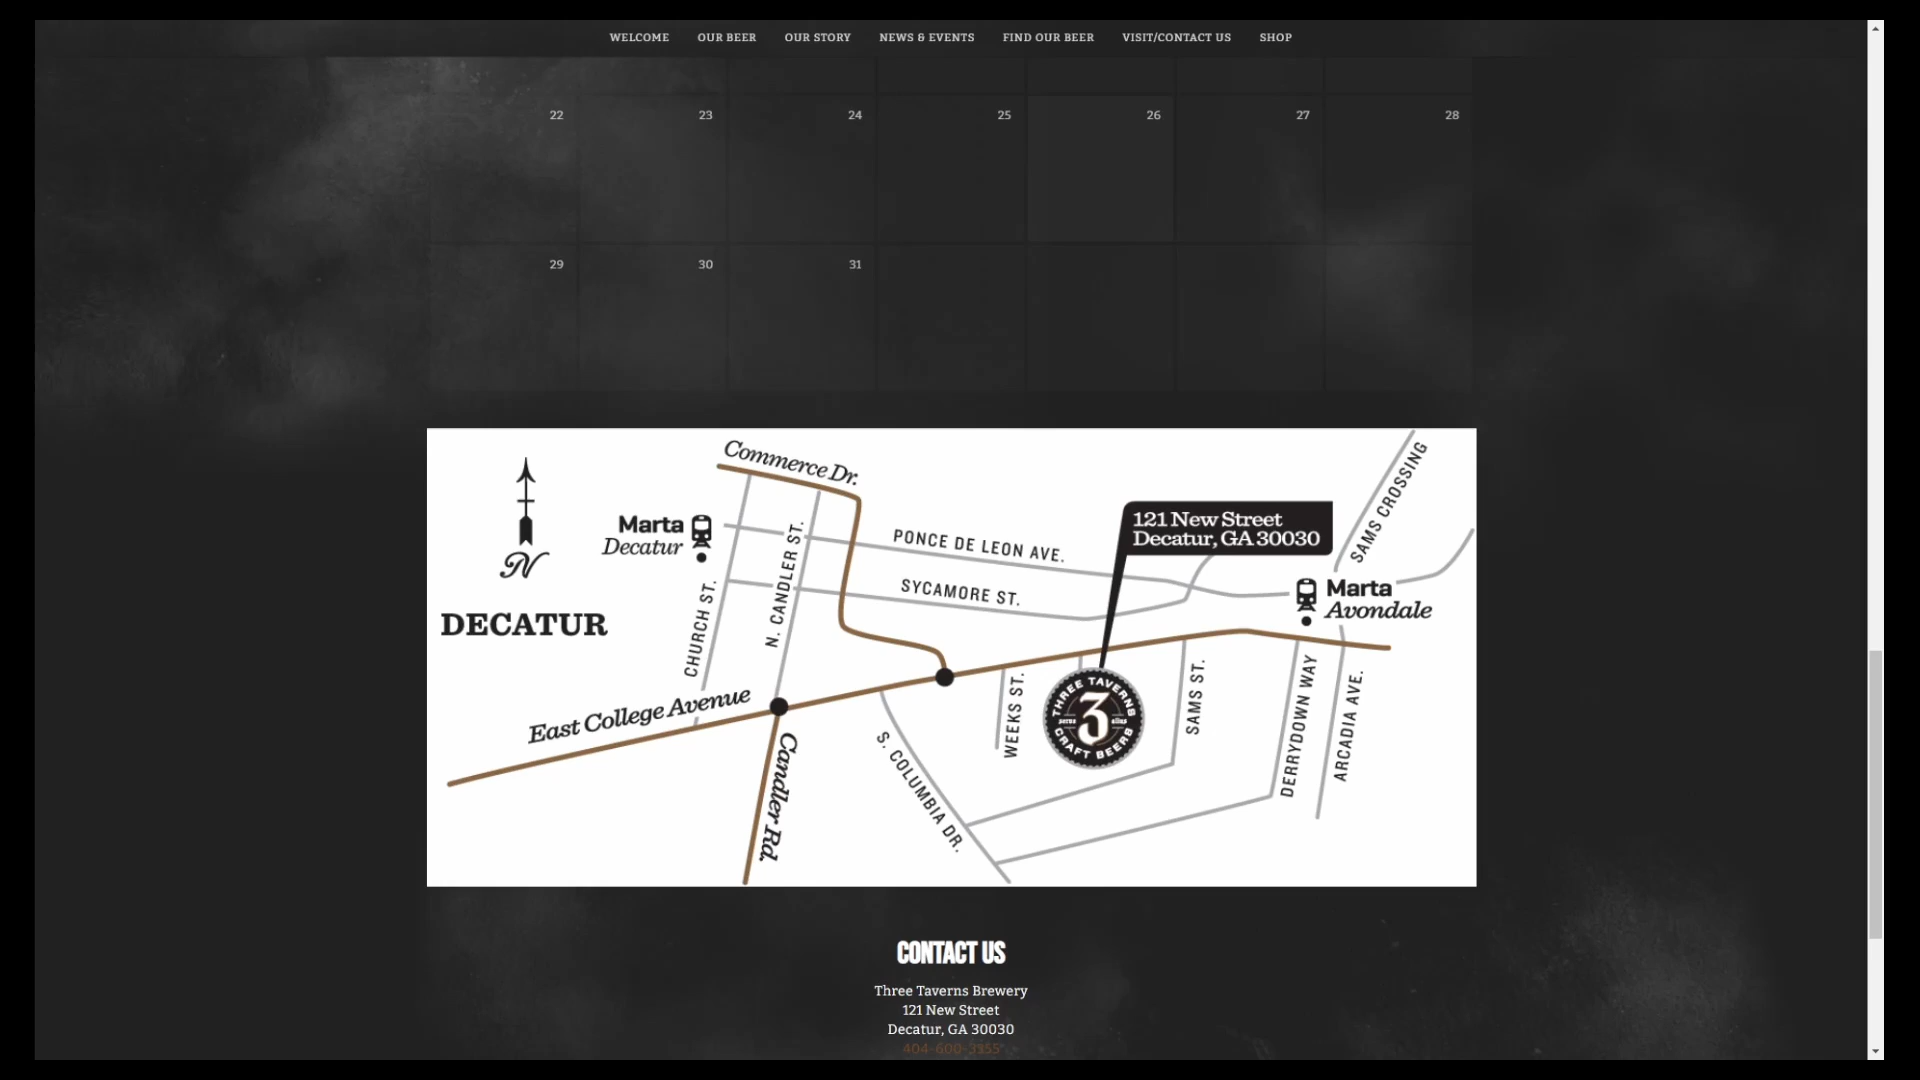 WELCOME OUR BEER OUR STORY NEWS & EVENTS FIND OUR BEER VISIT/CONTACT US SHOP
22 23 24 25 26 27 28
29 30 31
Commerce Dr.
N
DECATUR
Marta
Decatur
CHURCH ST.
N. CANDLER ST.
PONCE DE LEON AVE.
SYCAMORE ST.
121 New Street
Decatur, GA 30030
SAMS CROSSING
Marta
Avondale
East College Avenue
Candler Rd.
S. COLUMBIA DR.
WEEKS ST.
THREE TAVERNS
3
CRAFT BEERS
SAMS ST.
DERRYDOWN WAY
ARCADIA AVE.
CONTACT US
Three Taverns Brewery
121 New Street
Decatur, GA 30030
404-600-3355